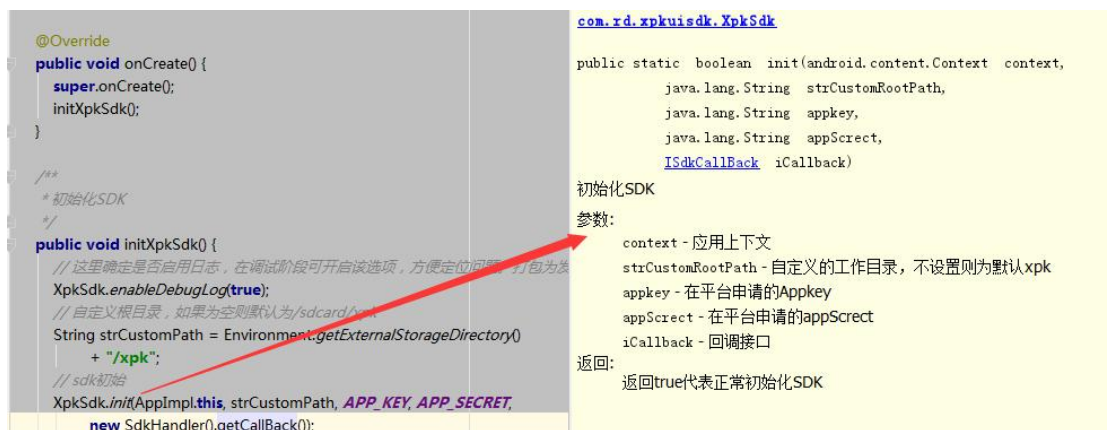 @Override
public void onCreate() {
super.onCreate();
initXpkSdk();
}
/**
* 初始化SDK
*/
public void initXpkSdk() {
// 这里确定是否启用日志，在调试阶段可开启该选项，方便定位问题。打包为发
XpkSdk.enableDebugLog(true);
// 自定义根目录，如果为空则默认为/sdcard/xpk
String strCustomPath = Environment.getExternalStorageDirectory()
+ "/xpk";
// sdk初始
XpkSdk.init(AppImpl.this, strCustomPath, APP_KEY, APP_SECRET,
new SdkHandler().getCallBack());
com.rd.xpkuisdk.XpkSdk
public static boolean init(android.content.Context context,
java.lang.String strCustomRootPath,
java.lang.String appkey,
java.lang.String appScrect,
ISdkCallBack iCallback)
初始化SDK
参数:
context - 应用上下文
strCustomRootPath - 自定义的工作目录，不设置则为默认xpk
appkey - 在平台申请的Appkey
appScrect - 在平台申请的appScrect
iCallback - 回调接口
返回:
返回true代表正常初始化SDK